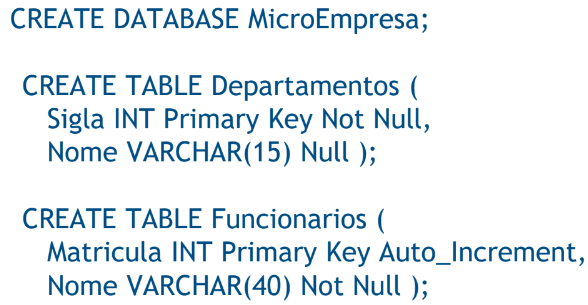 CREATE DATABASE MicroEmpresa;
CREATE TABLE Departamentos (
Sigla INT Primary Key Not Null,
Nome VARCHAR(15) Null );
CREATE TABLE Funcionarios (
Matricula INT Primary Key Auto_Increment,
Nome VARCHAR(40) Not Null );